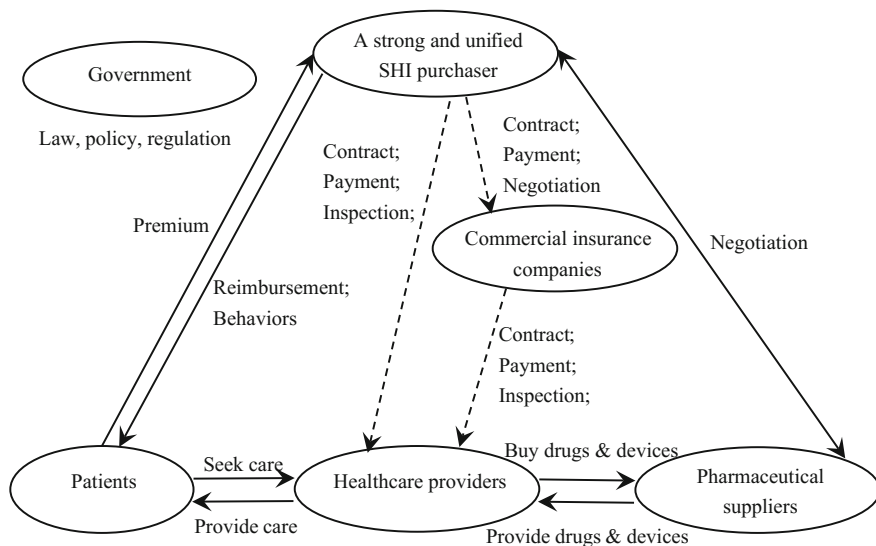 A strong and unified
SHI purchaser
Government
Law, policy, regulation
Contract;
Payment;
Inspection;
Contract;
Payment;
Negotiation
Premium
Commercial insurance
companies
Negotiation
Reimbursement;
Behaviors
Contract;
Payment;
Inspection;
Patients
Seek care
Provide care
Healthcare providers
Buy drugs & devices
Provide drugs & devices
Pharmaceutical
suppliers